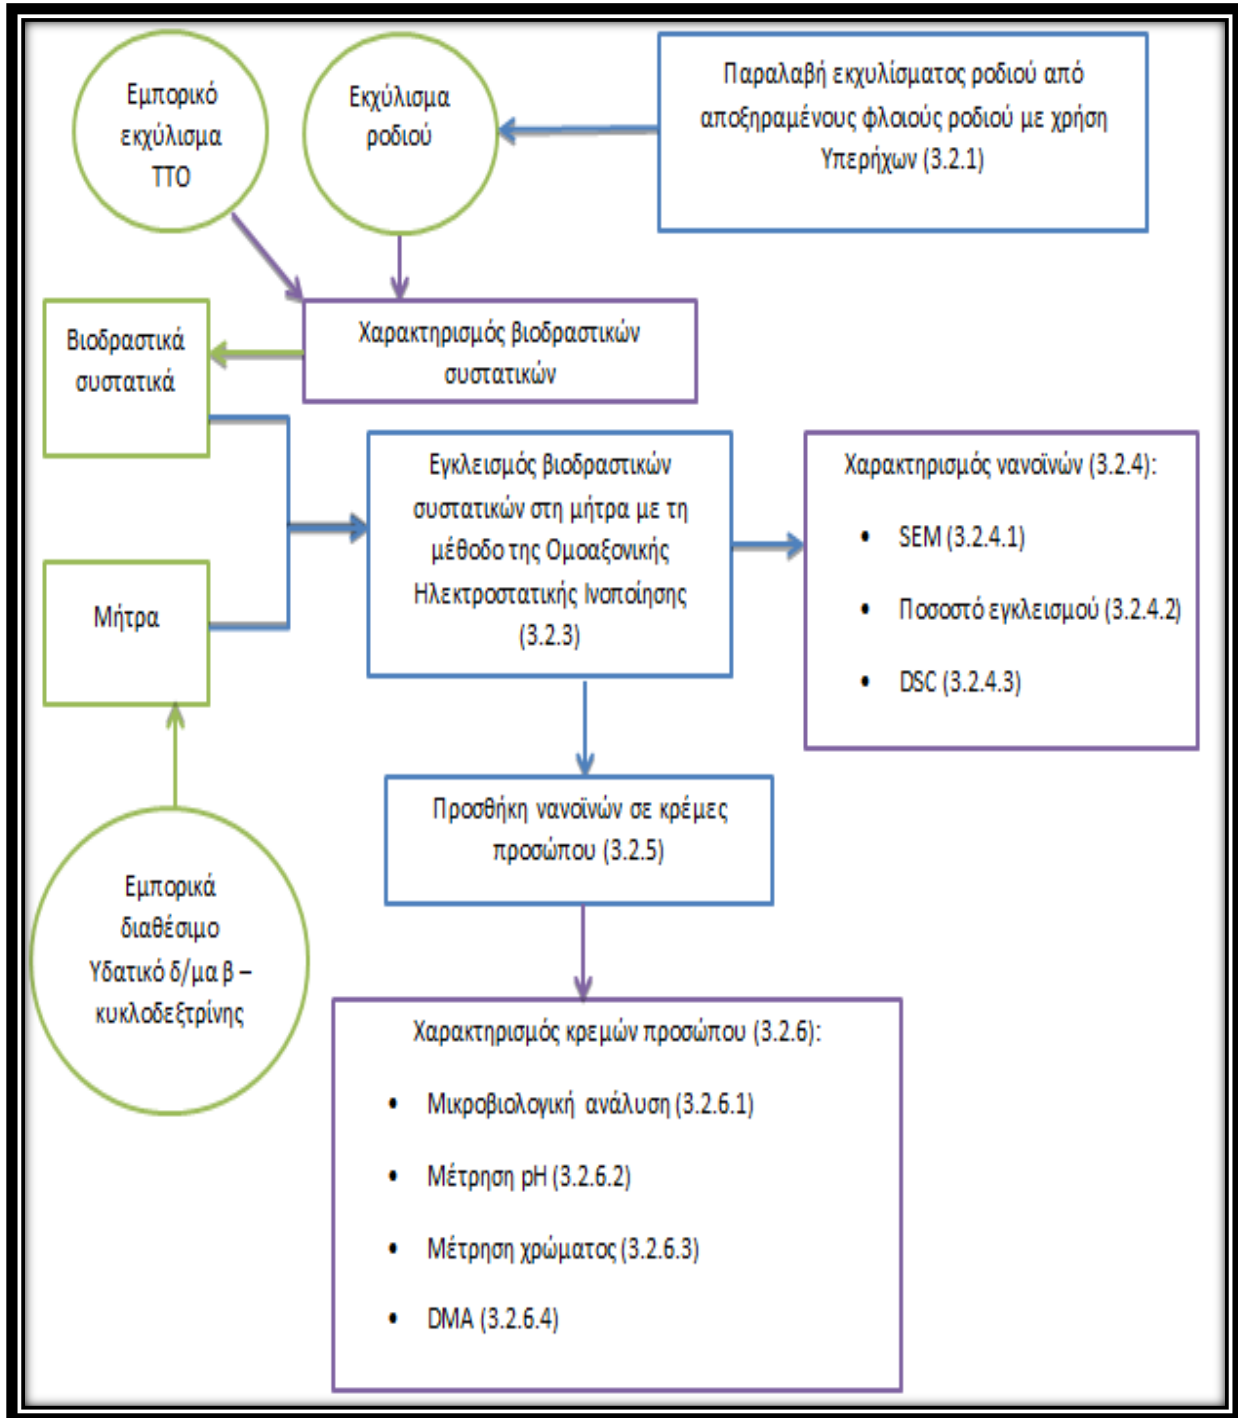 Εμπορικό
εκχύλισμα
ΤΤΟ
Εκχύλισμα
ροδιού
Παραλαβή εκχυλίσματος ροδιού από
αποξηραμένους φλοιούς ροδιού με χρήση
Υπερήχων (3.2.1)
Βιοδραστικά
συστατικά
Χαρακτηρισμός βιοδραστικών
συστατικών
Μήτρα
Εγκλεισμός βιοδραστικών
συστατικών στη μήτρα με τη
μέθοδο της Ομοαξονικής
Ηλεκτροστατικής Ινοποίησης
(3.2.3)
Χαρακτηρισμός νανοϊνών (3.2.4):
• SEM (3.2.4.1)
• Ποσοστό εγκλεισμού (3.2.4.2)
• DSC (3.2.4.3)
Προσθήκη νανοϊνών σε κρέμες
προσώπου (3.2.5)
Εμπορικά
διαθέσιμο
Υδατικό δ/μα β –
κυκλοδεξτρίνης
Χαρακτηρισμός κρεμών προσώπου (3.2.6):
• Μικροβιολογική ανάλυση (3.2.6.1)
• Μέτρηση pH (3.2.6.2)
• Μέτρηση χρώματος (3.2.6.3)
• DMA (3.2.6.4)